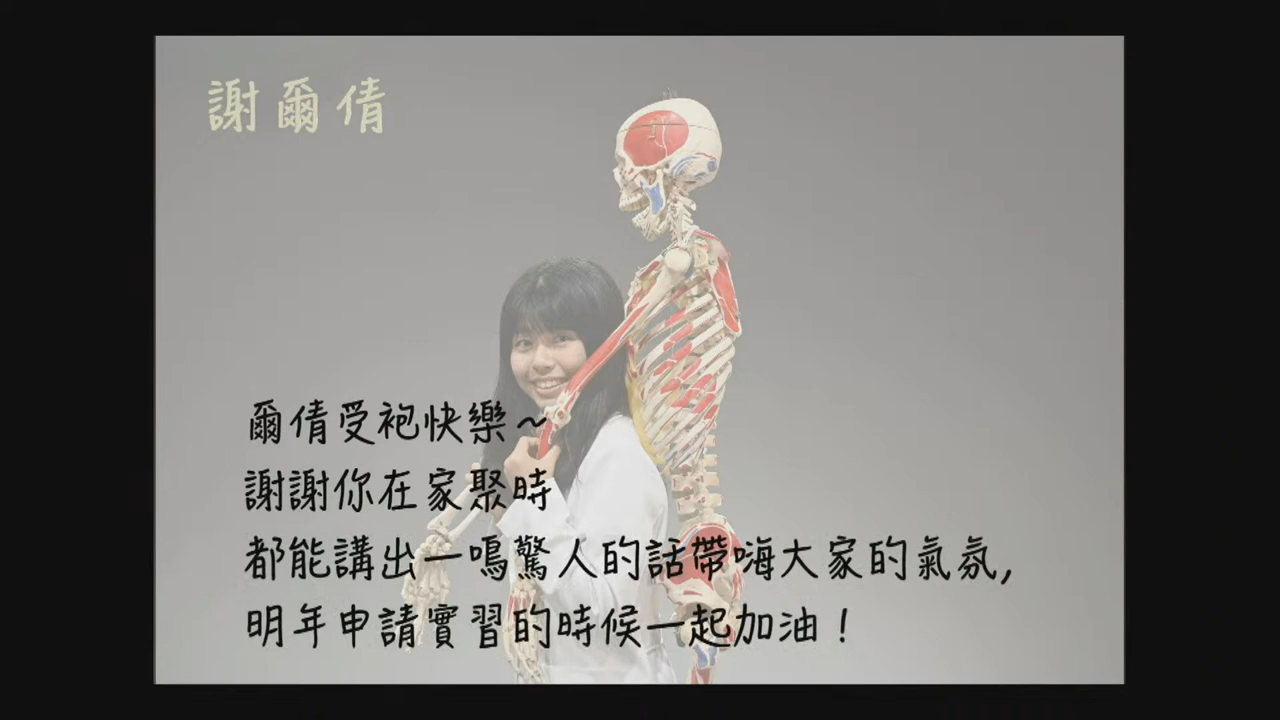 謝爾倩
爾倩受袍快樂~
謝謝你在家聚時
都能講出一鳴驚人的話帶嗨大家的氣氛,
明年申請實習的時候一起加油！